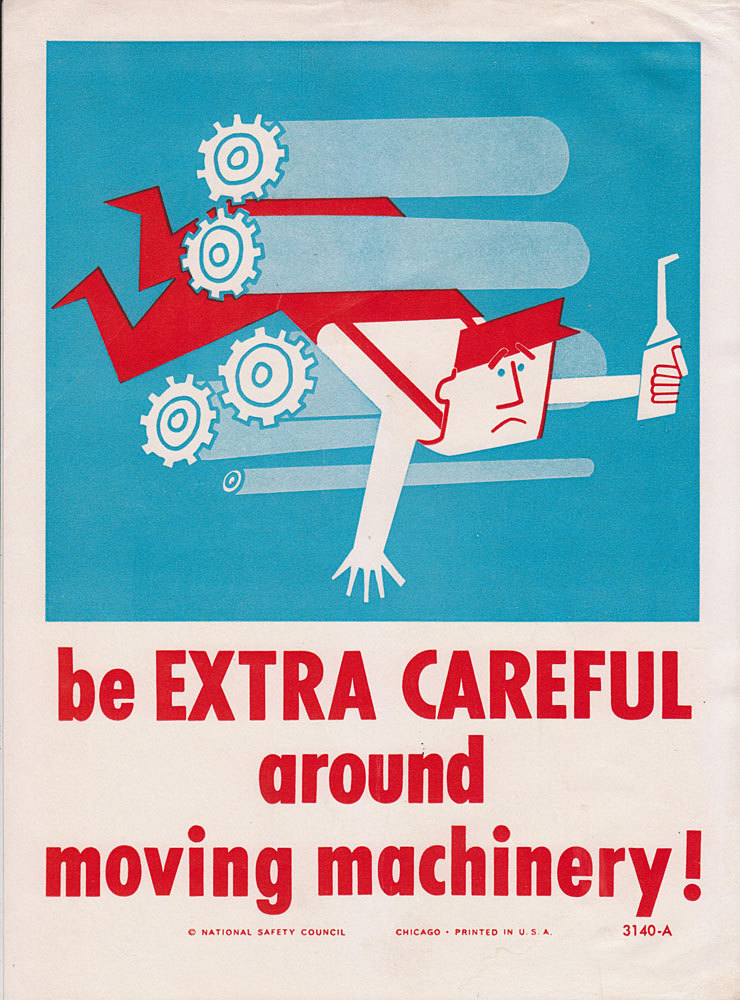 be EXTRA CAREFUL
around
moving machinery!
© NATIONAL SAFETY COUNCIL CHICAGO • PRINTED IN U. S. A. 3140-A